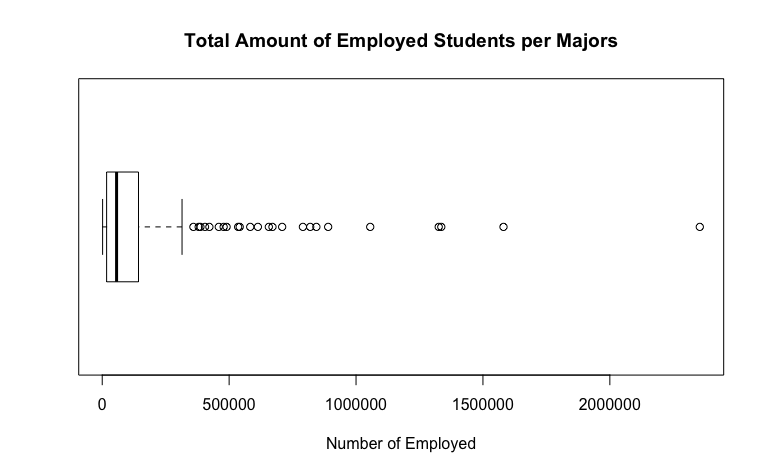 Total Amount of Employed Students per Majors
0 500000 1000000 1500000 2000000
Number of Employed